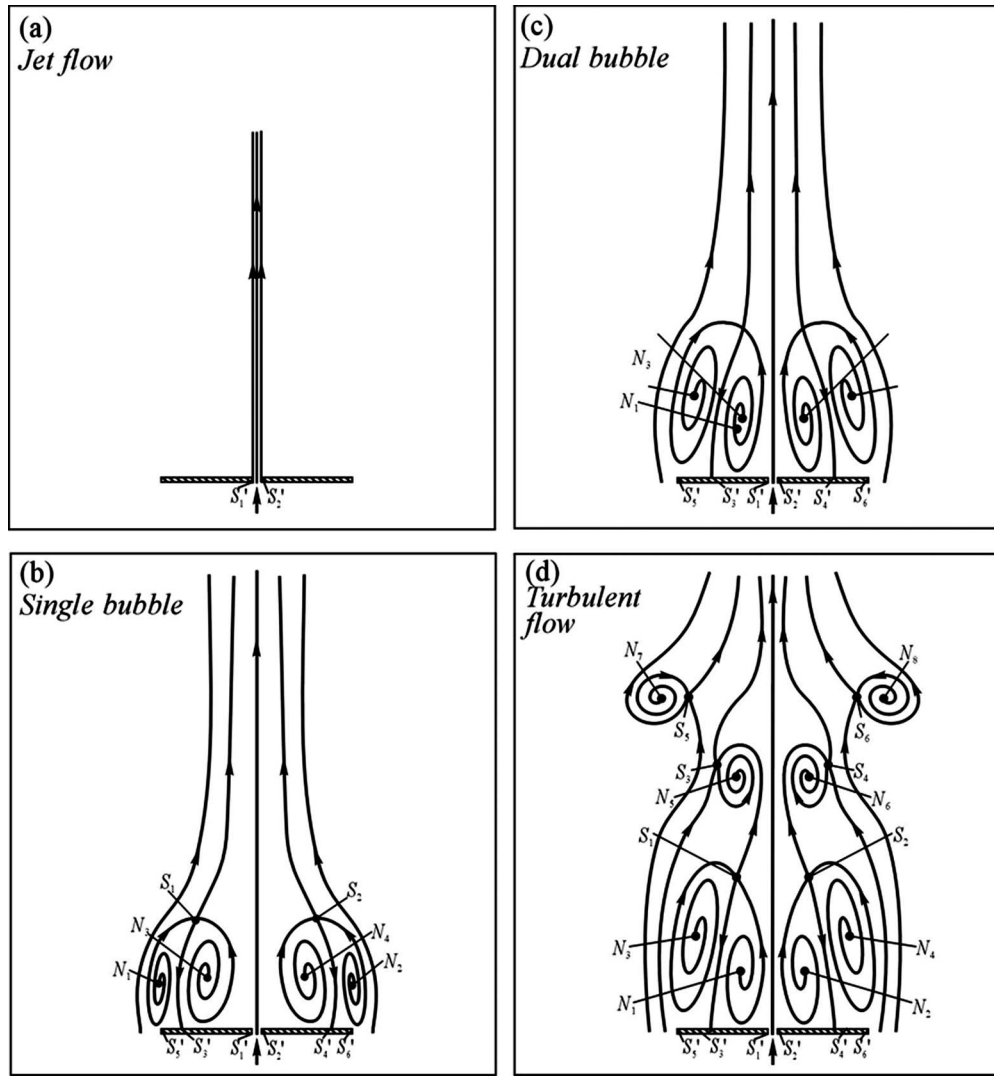 (a)
Jet flow
S₁' S₂'
(c)
Dual bubble
N₃
N₁
S₅' S₃' S₁' S₂' S₄' S₆'
(b)
Single bubble
S₁ S₂
N₃ N₄
N₁ N₂
S₅' S₃' S₁' S₂' S₄' S₆'
(d)
Turbulent
flow
N₇ N₈
S₅ S₆
S₃ S₄
N₅ N₆
S₁ S₂
N₃ N₄
N₁ N₂
S₅' S₃' S₁' S₂' S₄' S₆'